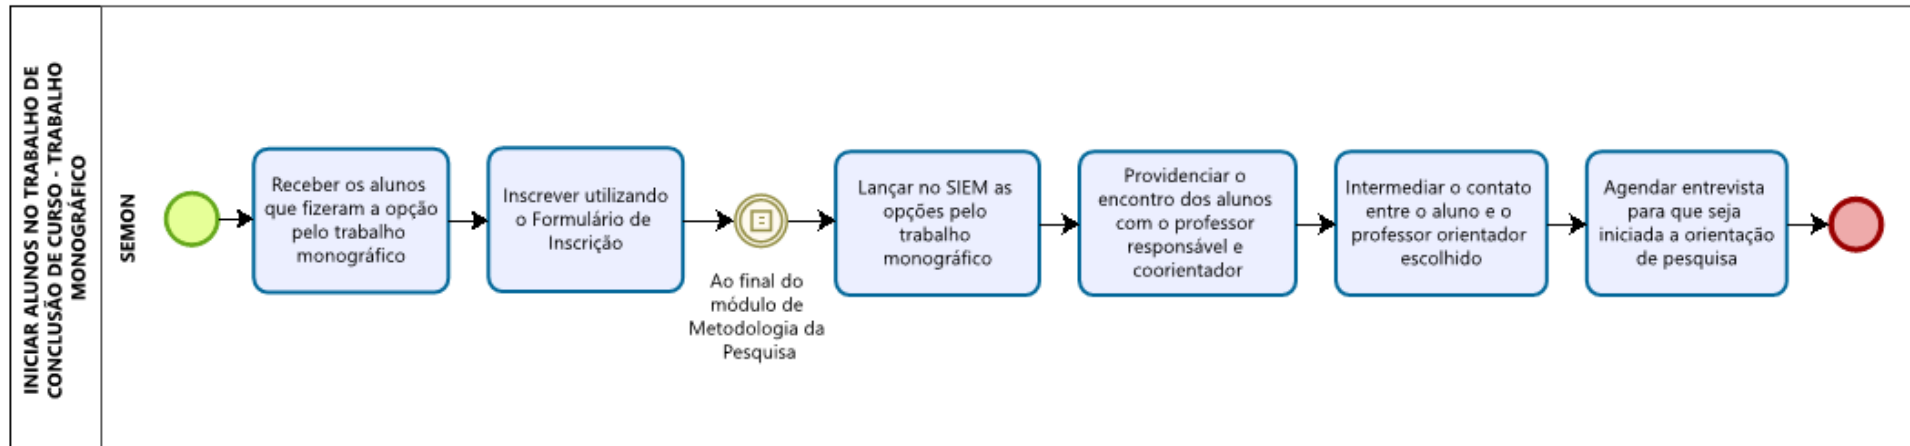 INICIAR ALUNOS NO TRABALHO DE
CONCLUSÃO DE CURSO - TRABALHO
MONOGRÁFICO
SEMON
Receber os alunos
que fizeram a opção
pelo trabalho
monográfico
Inscrever utilizando
o Formulário de
Inscrição
Ao final do
módulo de
Metodologia da
Pesquisa
Lançar no SIEM as
opções pelo
trabalho
monográfico
Providenciar o
encontro dos alunos
com o professor
responsável e
coorientador
Intermediar o contato
entre o aluno e o
professor orientador
escolhido
Agendar entrevista
para que seja
iniciada a orientação
de pesquisa